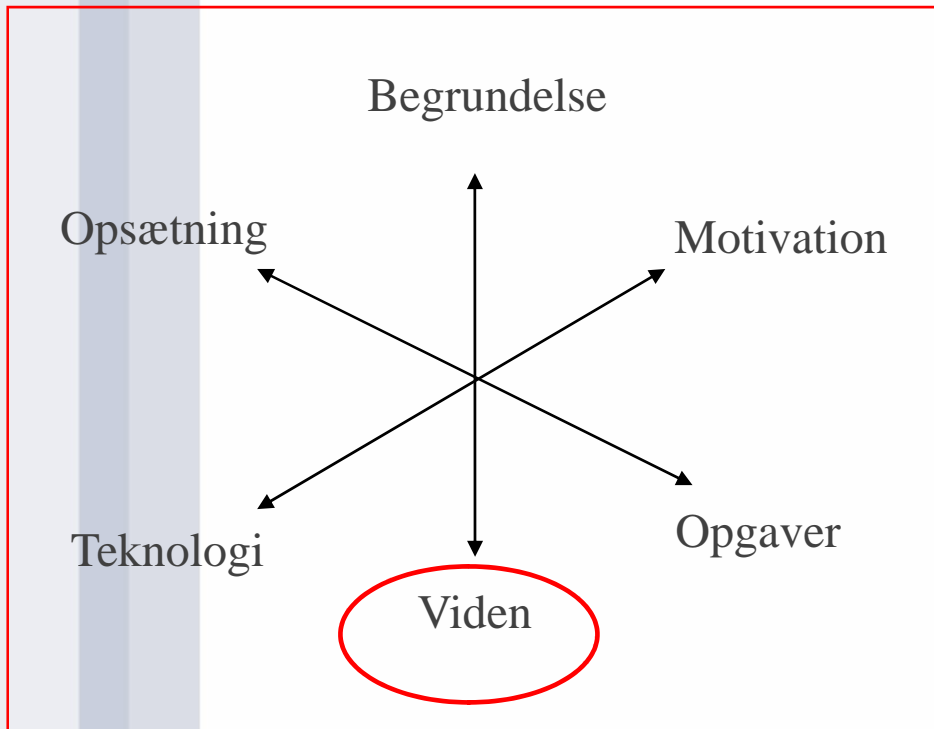 Begrundelse
Opsætning
Motivation
Teknologi
Opgaver
Viden